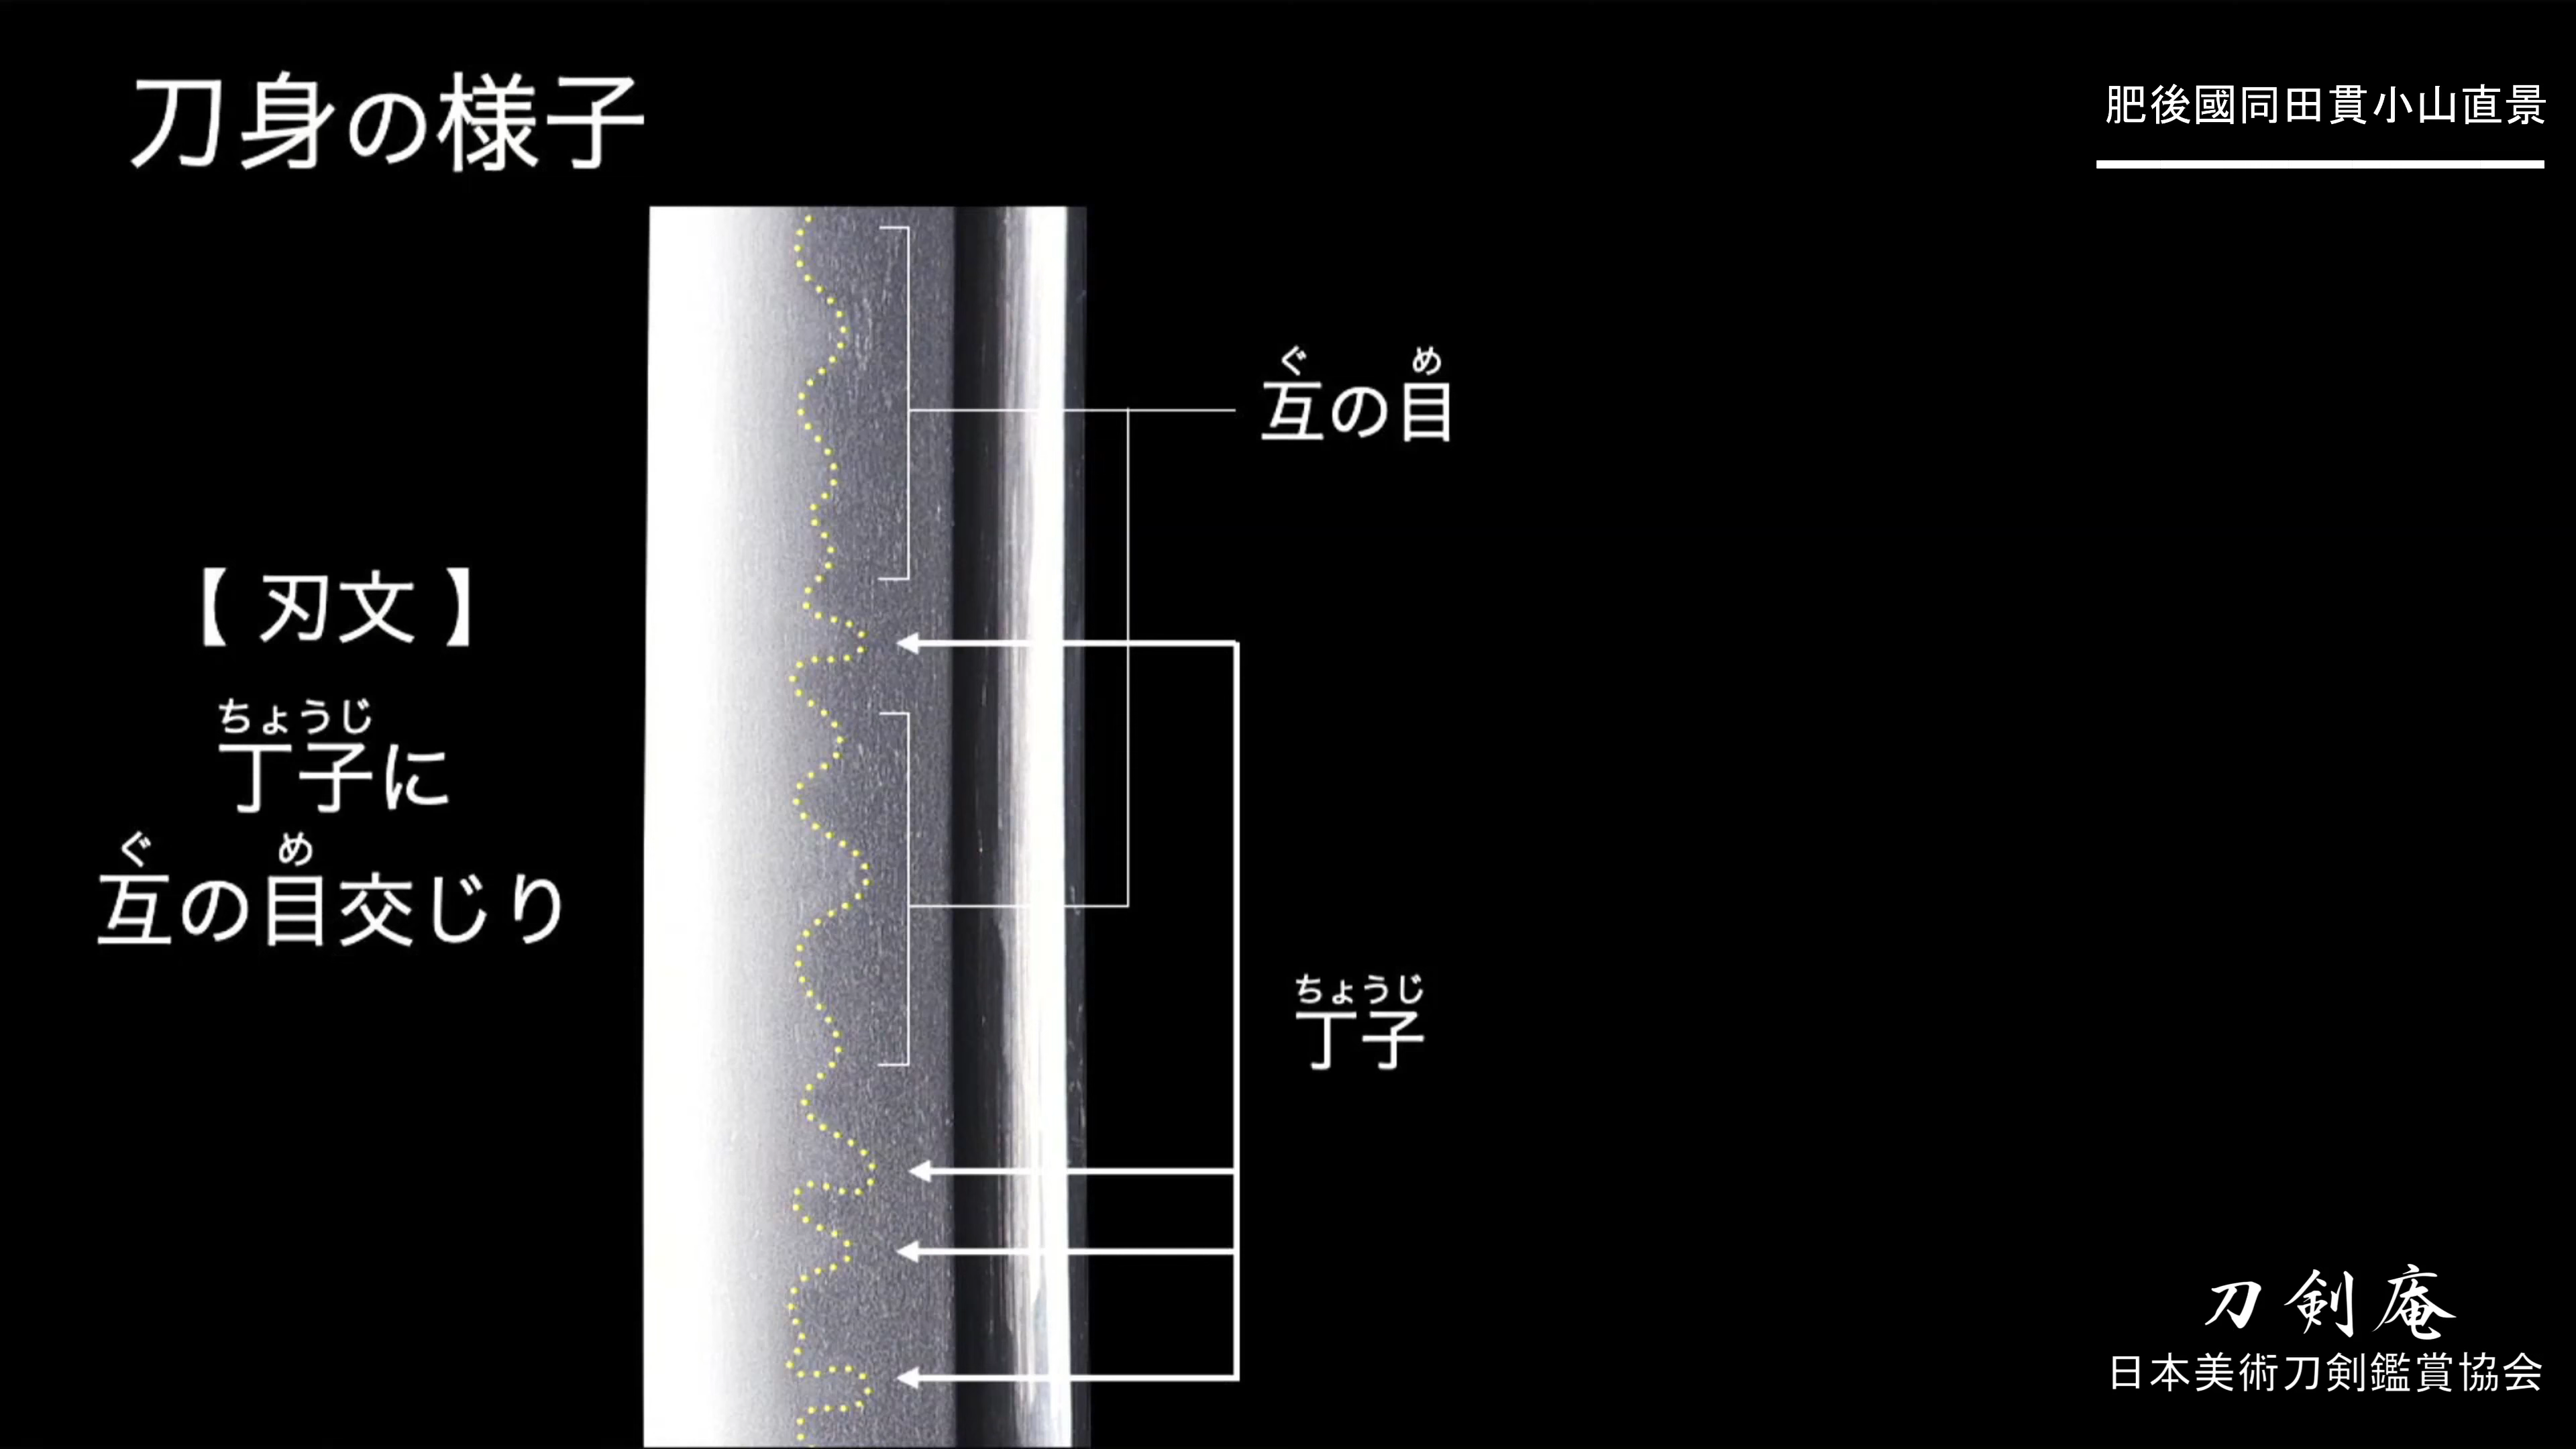 刀身の様子
肥後國同田貫小山直景
【 刃文 】
ちょうじ
丁子に
ぐ め
互の目交じり
ぐ め
互の目
ちょうじ
丁子
刀剣庵
日本美術刀剣鑑賞協会